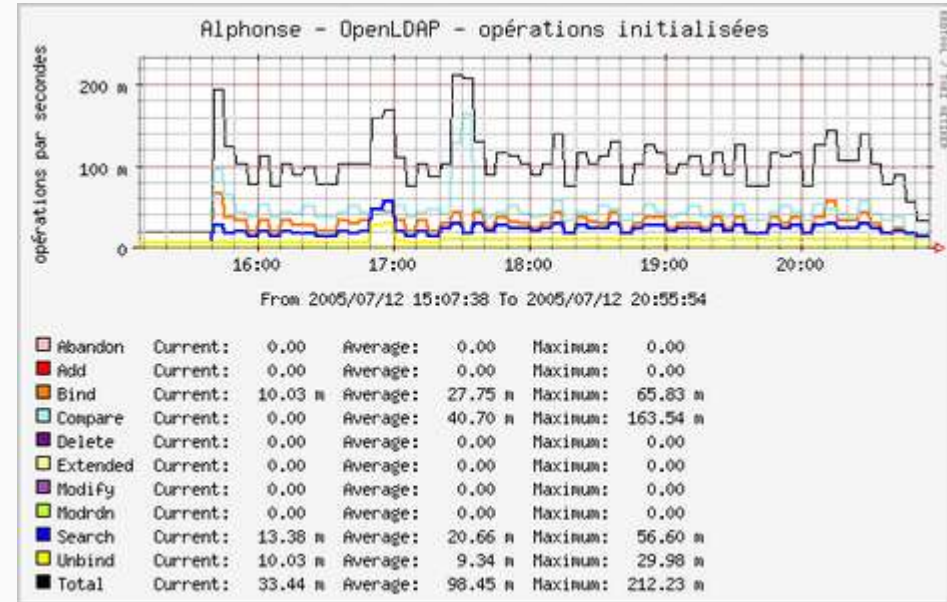 Alphonse - OpenLDAP - opérations initialisées
opérations par secondes
200 m
100 m
0
16:00 17:00 18:00 19:00 20:00
From 2005/07/12 15:07:38 To 2005/07/12 20:55:54
Abandon Current: 0.00 Average: 0.00 Maximum: 0.00
Add Current: 0.00 Average: 0.00 Maximum: 0.00
Bind Current: 10.03 m Average: 27.75 m Maximum: 65.83 m
Compare Current: 0.00 Average: 40.70 m Maximum: 163.54 m
Delete Current: 0.00 Average: 0.00 Maximum: 0.00
Extended Current: 0.00 Average: 0.00 Maximum: 0.00
Modify Current: 0.00 Average: 0.00 Maximum: 0.00
Modrdn Current: 0.00 Average: 0.00 Maximum: 0.00
Search Current: 13.38 m Average: 20.66 m Maximum: 56.60 m
Unbind Current: 10.03 m Average: 9.34 m Maximum: 29.98 m
Total Current: 33.44 m Average: 98.45 m Maximum: 212.23 m